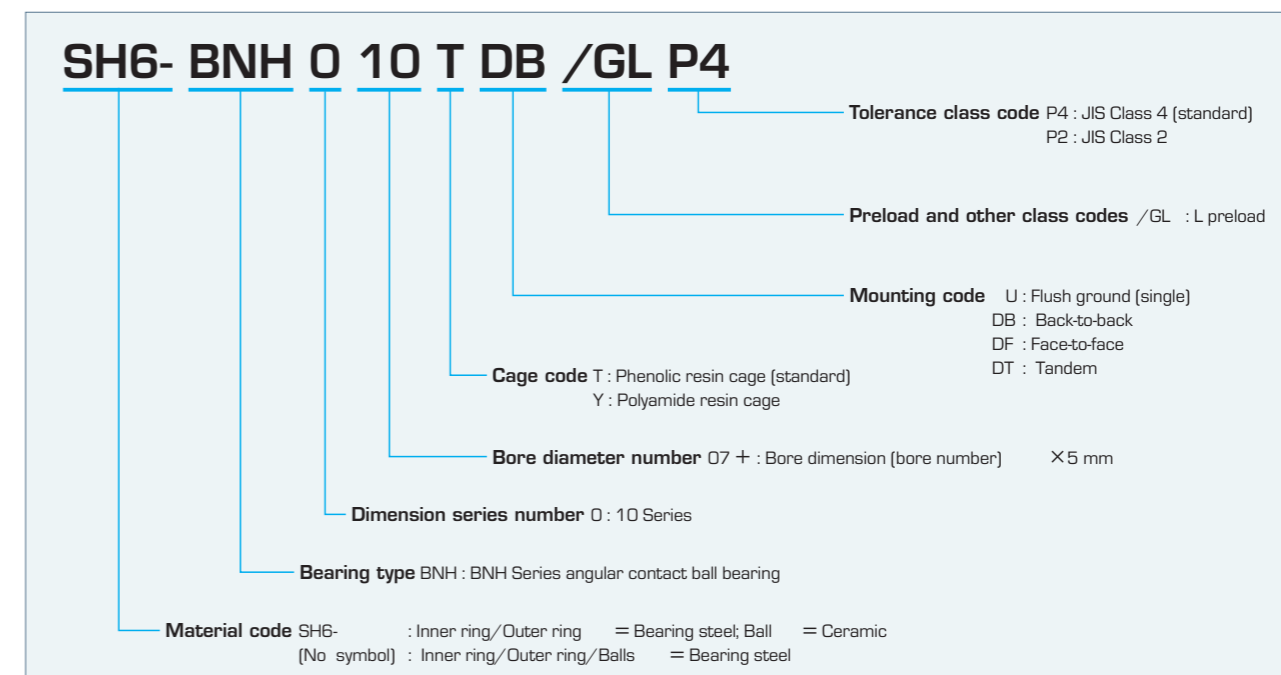 SH6- BNH 0 10 T DB /GL P4
Tolerance class code P4 : JIS Class 4 (standard)
P2 : JIS Class 2
Preload and other class codes /GL : L preload
Mounting code U : Flush ground (single)
DB : Back-to-back
DF : Face-to-face
DT : Tandem
Cage code T : Phenolic resin cage (standard)
Y : Polyamide resin cage
Bore diameter number 07 + : Bore dimension (bore number) ×5 mm
Dimension series number 0 : 10 Series
Bearing type BNH : BNH Series angular contact ball bearing
Material code SH6- : Inner ring/Outer ring = Bearing steel; Ball = Ceramic
(No symbol) : Inner ring/Outer ring/Balls = Bearing steel